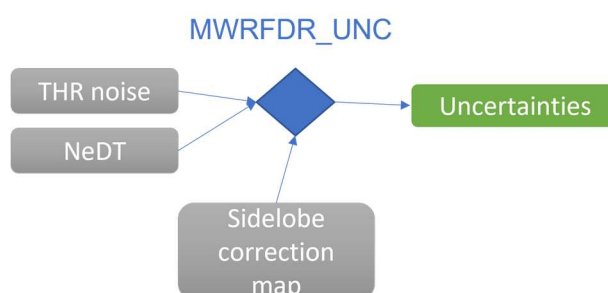 MWRFDR_UNC
THR noise
NeDT
Uncertainties
Sidelobe
correction
map